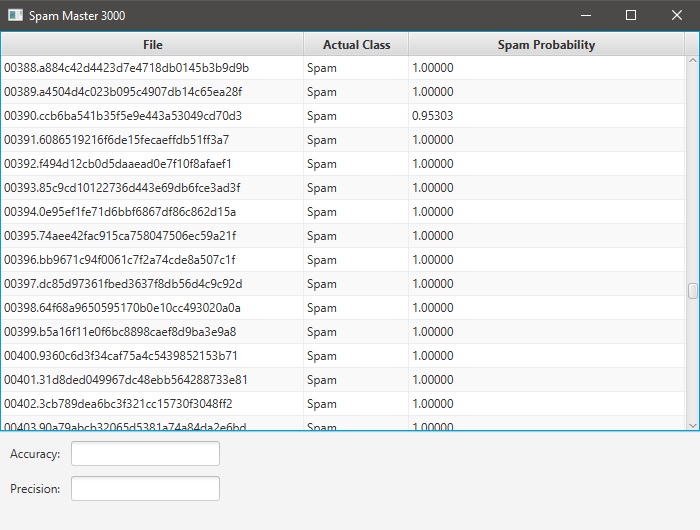 Spam Master 3000
File Actual Class Spam Probability
00388.a884c42d4423d7e4718db0145b3b9d9b Spam 1.00000
00389.a4504d4c023b095c4907db14c65ea28f Spam 1.00000
00390.ccb6ba541b35f5e9e443a53049cd70d3 Spam 0.95303
00391.6086519216f6de15fecaeffdb51ff3a7 Spam 1.00000
00392.f494d12cb0d5daaead0e7f10f8afaef1 Spam 1.00000
00393.85c9cd10122736d443e69db6fce3ad3f Spam 1.00000
00394.0e95ef1fe71d6bbf6867df86c862d15a Spam 1.00000
00395.74aee42fac915ca758047506ec59a21f Spam 1.00000
00396.bb9671c94f0061c7f2a74cde8a507c1f Spam 1.00000
00397.dc85d97361fbed3637f8db56d4c9c92d Spam 1.00000
00398.64f68a9650595170b0e10cc493020a0a Spam 1.00000
00399.b5a16f11e0f6bc8898caef8d9ba3e9a8 Spam 1.00000
00400.9360c6d3f34caf75a4c5439852153b71 Spam 1.00000
00401.31d8ded049967dc48ebb564288733e81 Spam 1.00000
00402.3cb789dea6bc3f321cc15730f3048ff2 Spam 1.00000
00403.90a79abcb32065d5381a74a84da2e6bd Spam 1.00000
Accuracy:
Precision: